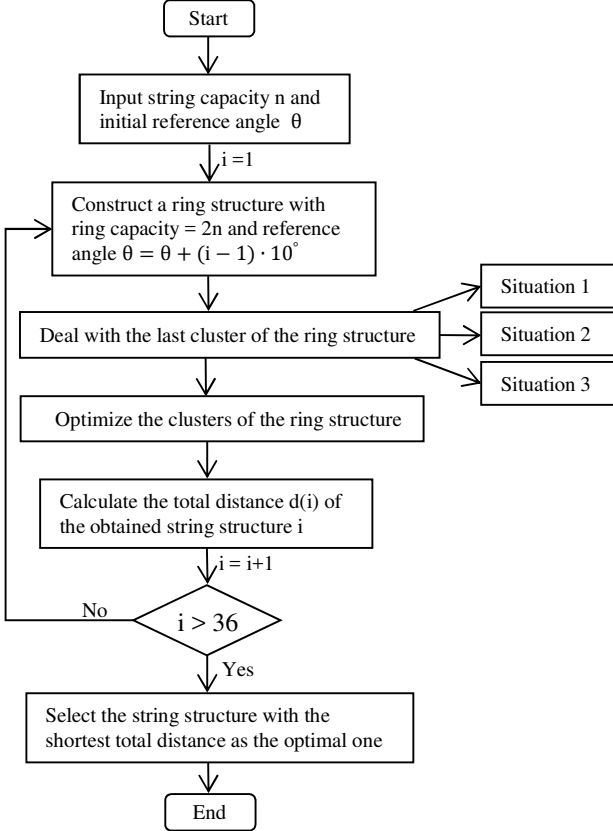 Start
Input string capacity n and
initial reference angle θ
i =1
Construct a ring structure with
ring capacity = 2n and reference
angle θ = θ + (i − 1) · 10°
Situation 1
Deal with the last cluster of the ring structure
Situation 2
Situation 3
Optimize the clusters of the ring structure
Calculate the total distance d(i) of
the obtained string structure i
i = i+1
No
i > 36
Yes
Select the string structure with the
shortest total distance as the optimal one
End